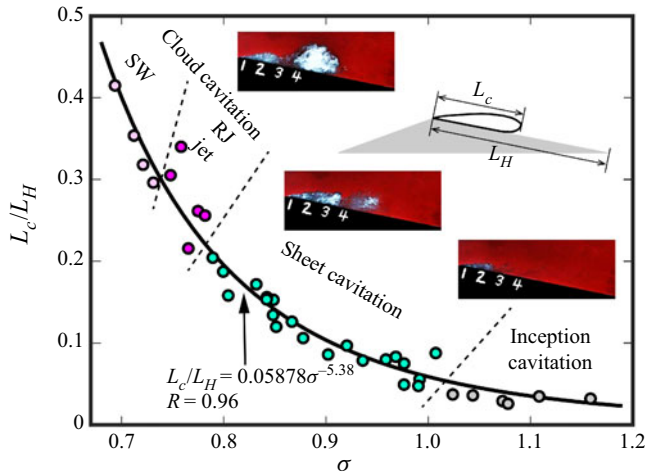 0.5
0.4
0.3
0.2
0.1
0
L_c/L_H
SW
Cloud cavitation
RJ
jet
1 2 3 4
L_c
L_H
1 2 3 4
Sheet cavitation
1 2 3 4
Inception
cavitation
L_c/L_H = 0.05878σ^−5.38
R = 0.96
0.7 0.8 0.9 1.0 1.1 1.2
σ